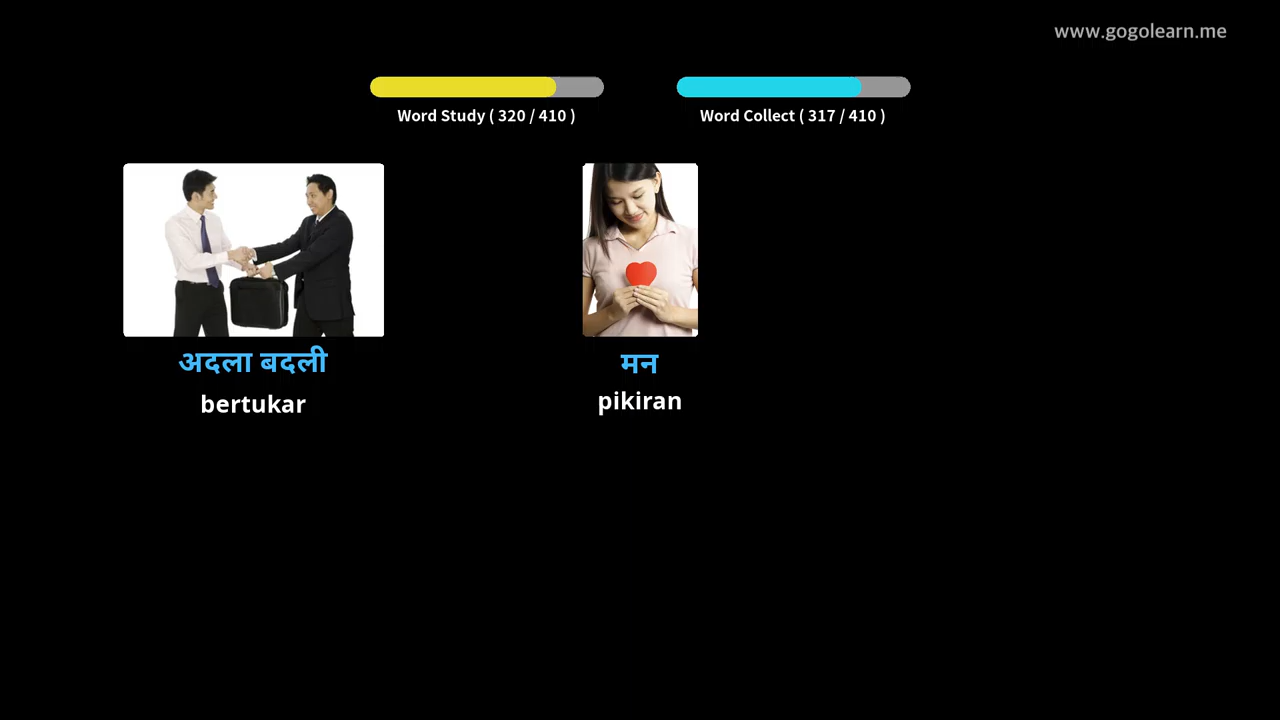 www.gogolearn.me
Word Study ( 320 / 410 )
Word Collect ( 317 / 410 )
अदला बदली
bertukar
मन
pikiran